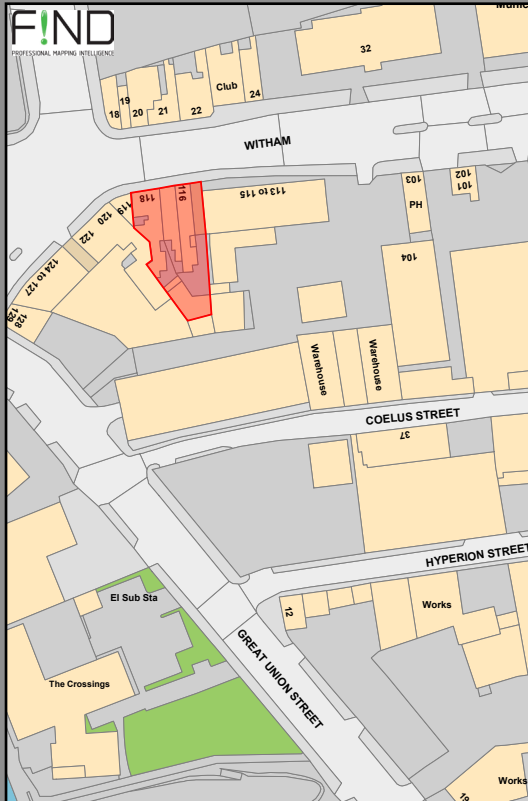 F!ND
PROFESSIONAL MAPPING INTELLIGENCE
32
Club
24
19
18
20
21
22
WITHAM
118
116
113 to 115
103
102
101
PH
119
120
122
124 to 127
104
128
129
Warehouse
Warehouse
COELUS STREET
37
HYPERION STREET
El Sub Sta
12
Works
The Crossings
GREAT UNION STREET
Works